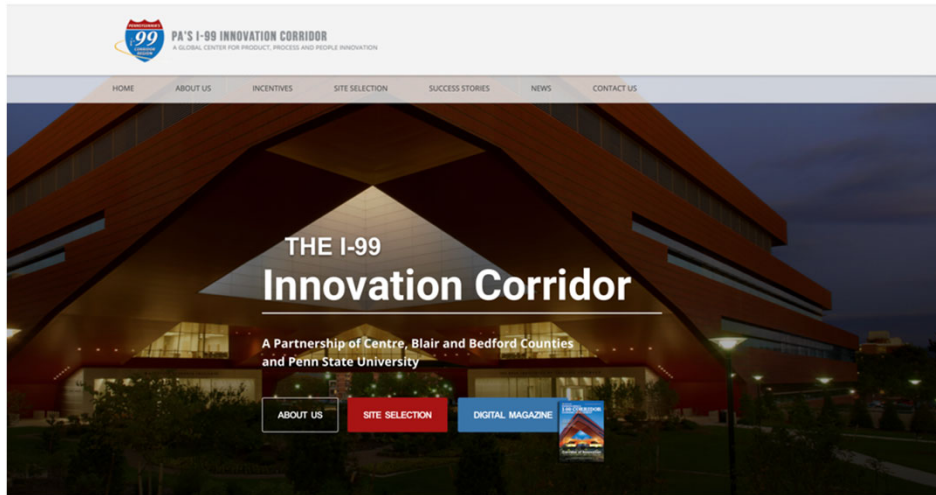 PENNSYLVANIA'S
I-99
CORRIDOR
REGION
PA'S I-99 INNOVATION CORRIDOR
A GLOBAL CENTER FOR PRODUCT, PROCESS AND PEOPLE INNOVATION
HOME ABOUT US INCENTIVES SITE SELECTION SUCCESS STORIES NEWS CONTACT US
THE I-99
Innovation Corridor
A Partnership of Centre, Blair and Bedford Counties
and Penn State University
ABOUT US SITE SELECTION DIGITAL MAGAZINE
I-99 CORRIDOR